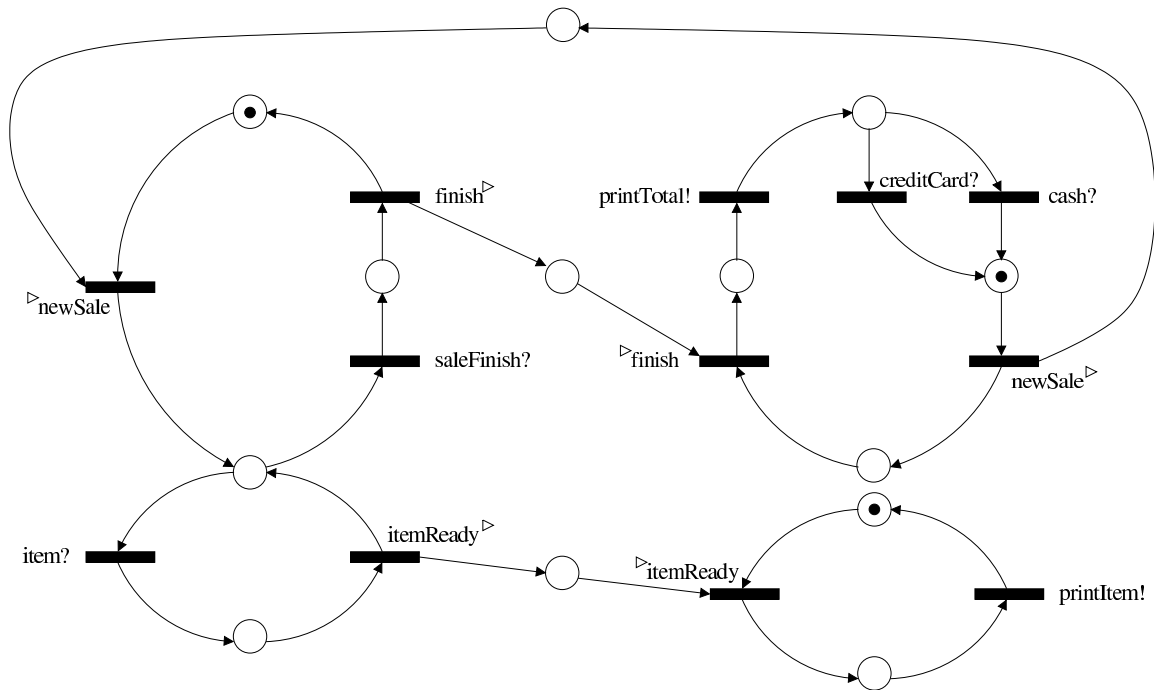 creditCard?
finish▷
printTotal!
cash?
▷newSale
saleFinish?
▷finish
newSale▷
itemReady▷
item?
▷itemReady
printItem!